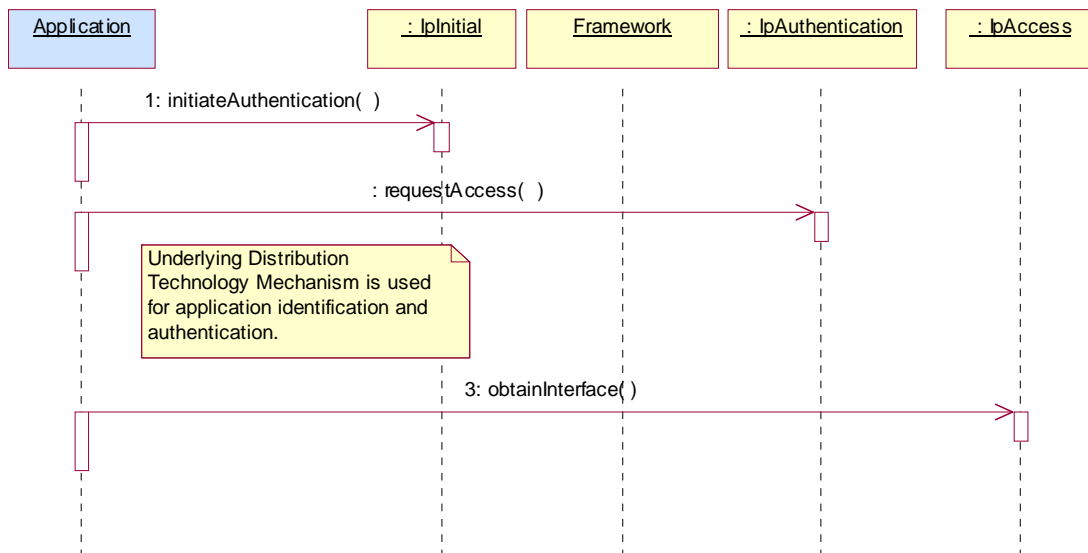 Application
: IpInitial
Framework
: IpAuthentication
: IpAccess
1: initiateAuthentication( )
: requestAccess( )
Underlying Distribution
Technology Mechanism is used
for application identification and
authentication.
3: obtainInterface( )